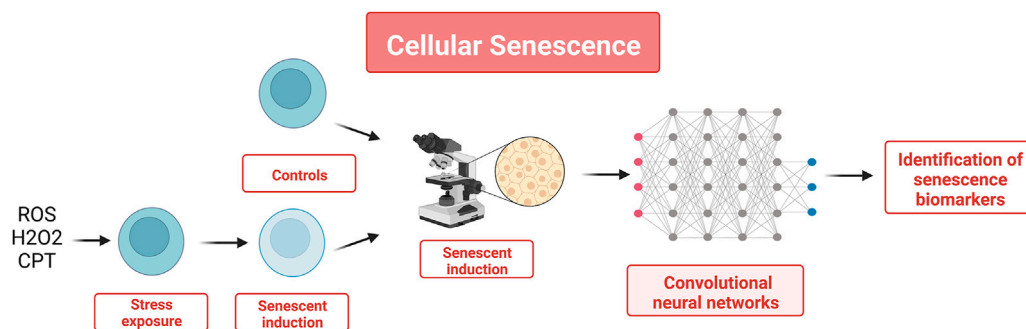 Cellular Senescence
Controls
ROS
H2O2
CPT
Stress
exposure
Senescent
induction
Senescent
induction
Convolutional
neural networks
Identification of
senescence
biomarkers